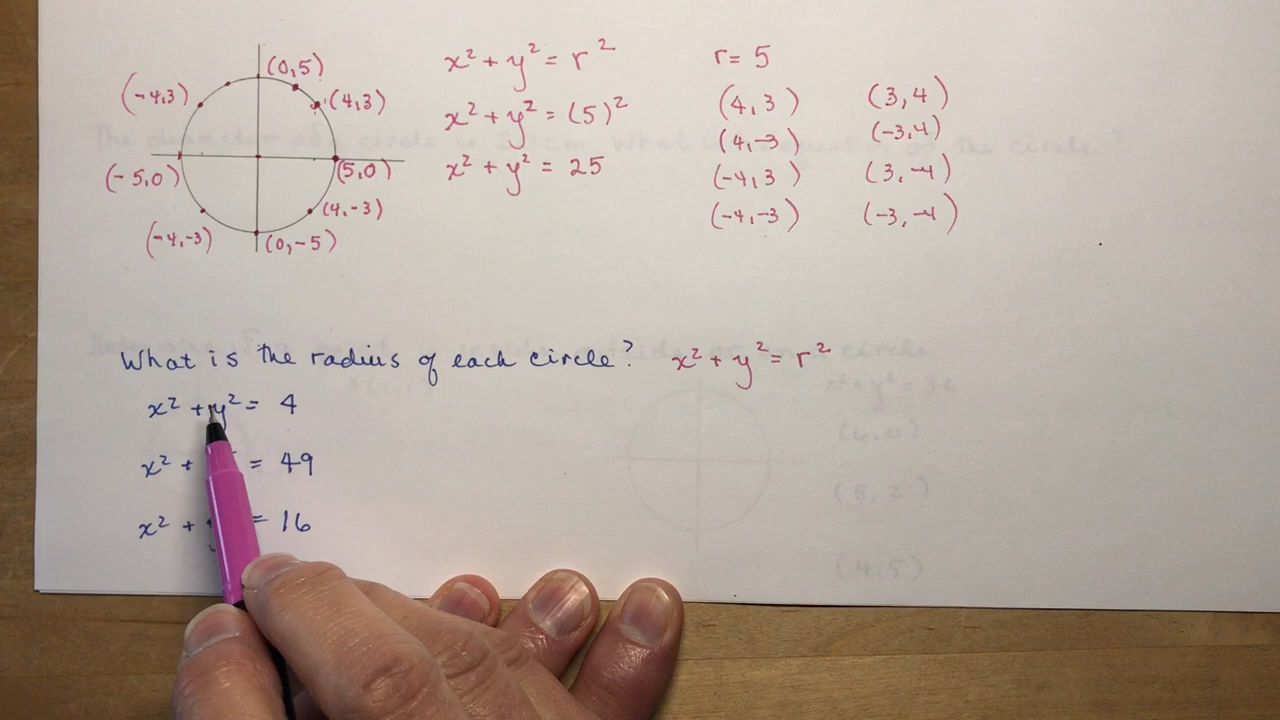 (0,5)
(-4,3)
(4,3)
(-5,0)
(5,0)
(4,-3)
(-4,-3)
(0,-5)
x² + y² = r²
x² + y² = (5)²
x² + y² = 25
r = 5
(4,3) (3,4)
(4,-3) (-3,4)
(-4,3) (3,-4)
(-4,-3) (-3,-4)
What is the radius of each circle? x² + y² = r²
x² + y² = 4
x² + = 49
x² + = 16